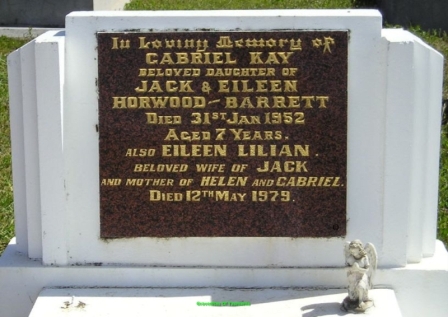 In Loving Memory of
GABRIEL KAY
BELOVED DAUGHTER OF
JACK & EILEEN
HORWOOD-BARRETT
DIED 31ST JAN 1952
AGED 7 YEARS.
ALSO EILEEN LILIAN.
BELOVED WIFE OF JACK
AND MOTHER OF HELEN AND GABRIEL.
DIED 12TH MAY 1979.